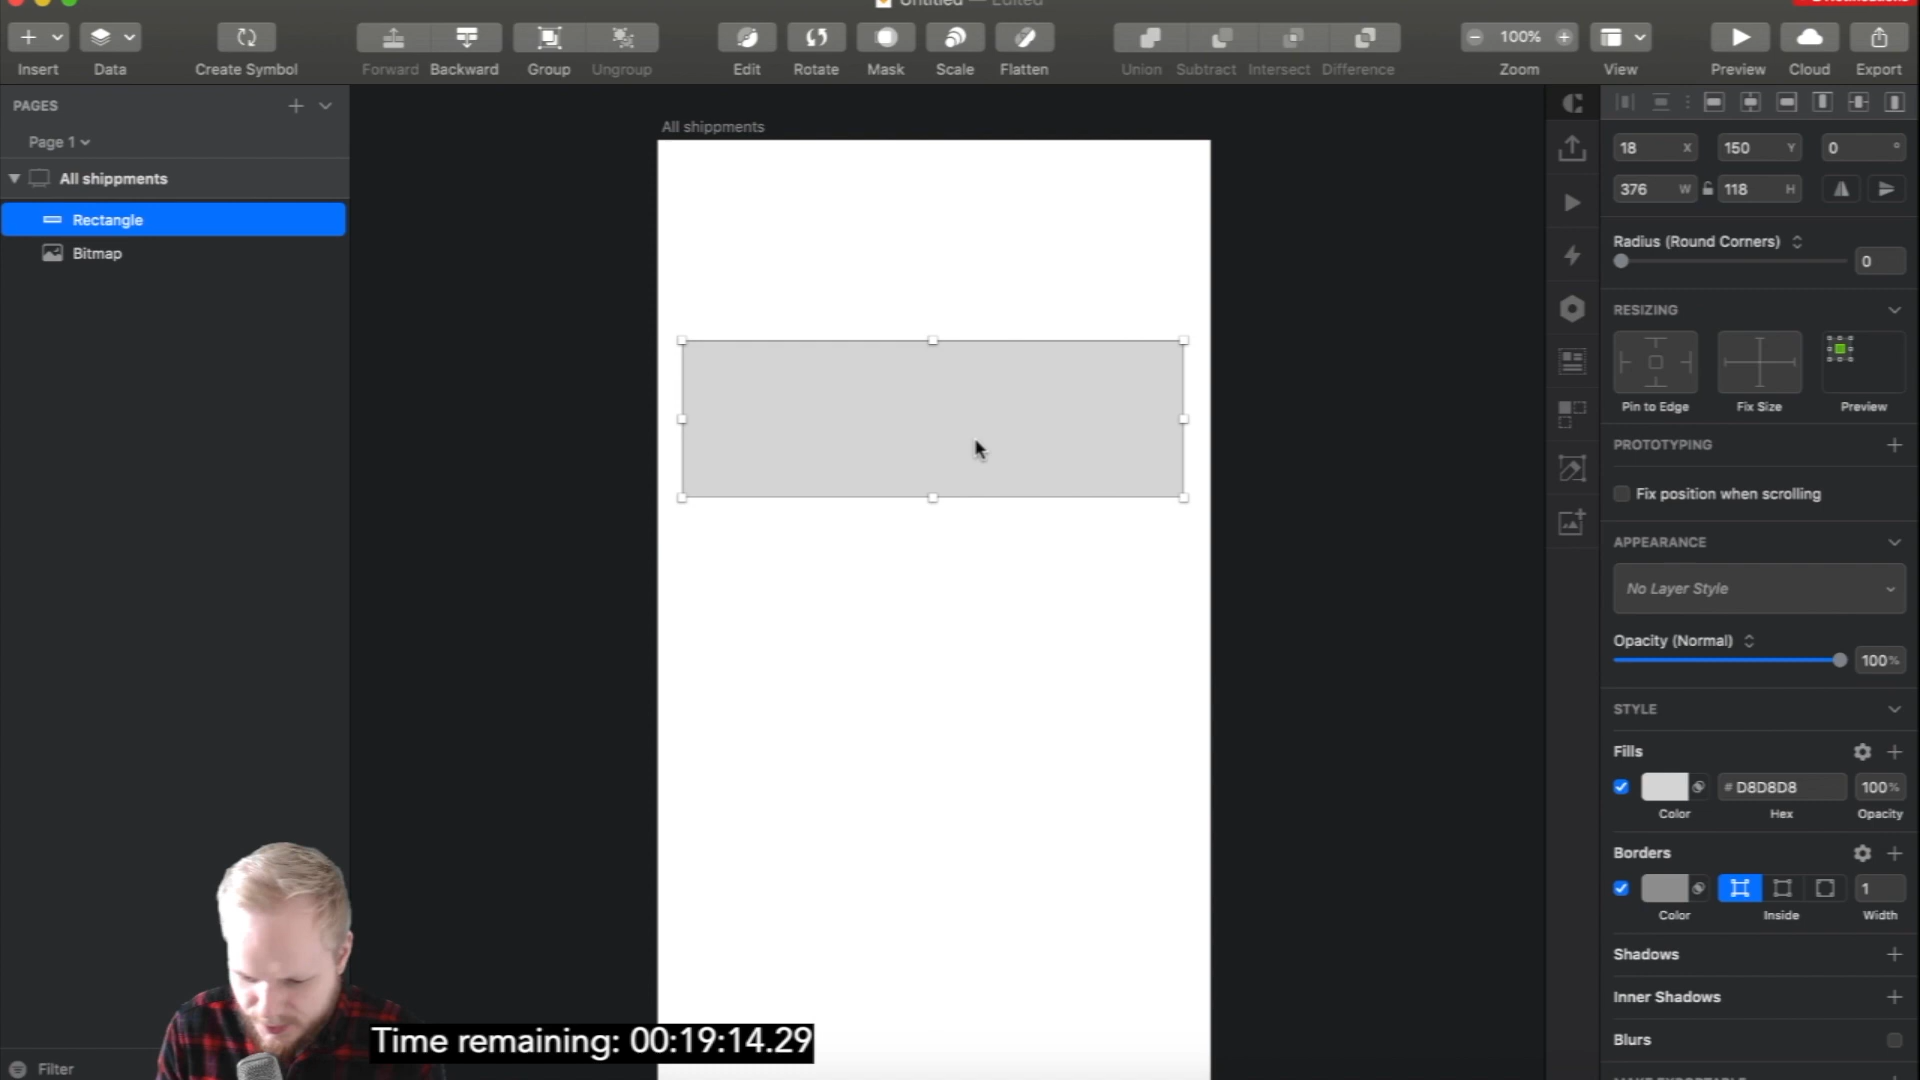 Untitled — Edited
Insert
Data
Create Symbol
Forward
Backward
Group
Ungroup
Edit
Rotate
Mask
Scale
Flatten
Union
Subtract
Intersect
Difference
100%
Zoom
View
Preview
Cloud
Export
PAGES
Page 1
All shippments
Rectangle
Bitmap
Filter
All shippments
18 X
150 Y
0 °
376 W
118 H
Radius (Round Corners)
0
RESIZING
Pin to Edge
Fix Size
Preview
PROTOTYPING
Fix position when scrolling
APPEARANCE
No Layer Style
Opacity (Normal)
100%
STYLE
Fills
# D8D8D8
100%
Color
Hex
Opacity
Borders
1
Color
Inside
Width
Shadows
Inner Shadows
Blurs
Time remaining: 00:19:14.29